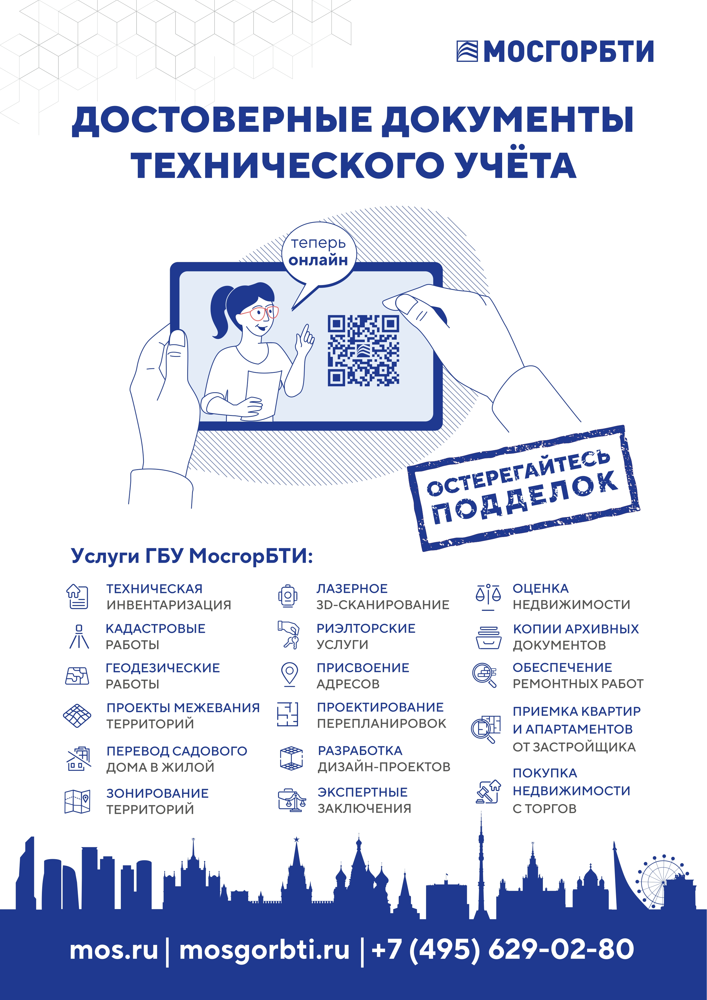 МОСГОРБТИ
ДОСТОВЕРНЫЕ ДОКУМЕНТЫ
ТЕХНИЧЕСКОГО УЧЁТА
теперь
онлайн
ОСТЕРЕГАЙТЕСЬ
ПОДДЕЛОК
Услуги ГБУ МосгорБТИ:
ТЕХНИЧЕСКАЯ
ИНВЕНТАРИЗАЦИЯ
КАДАСТРОВЫЕ
РАБОТЫ
ГЕОДЕЗИЧЕСКИЕ
РАБОТЫ
ПРОЕКТЫ МЕЖЕВАНИЯ
ТЕРРИТОРИЙ
ПЕРЕВОД САДОВОГО
ДОМА В ЖИЛОЙ
ЗОНИРОВАНИЕ
ТЕРРИТОРИЙ
ЛАЗЕРНОЕ
3D-СКАНИРОВАНИЕ
РИЭЛТОРСКИЕ
УСЛУГИ
ПРИСВОЕНИЕ
АДРЕСОВ
ПРОЕКТИРОВАНИЕ
ПЕРЕПЛАНИРОВОК
РАЗРАБОТКА
ДИЗАЙН-ПРОЕКТОВ
ЭКСПЕРТНЫЕ
ЗАКЛЮЧЕНИЯ
ОЦЕНКА
НЕДВИЖИМОСТИ
КОПИИ АРХИВНЫХ
ДОКУМЕНТОВ
ОБЕСПЕЧЕНИЕ
РЕМОНТНЫХ РАБОТ
ПРИЕМКА КВАРТИР
И АПАРТАМЕНТОВ
ОТ ЗАСТРОЙЩИКА
ПОКУПКА
НЕДВИЖИМОСТИ
С ТОРГОВ
mos.ru | mosgorbti.ru | +7 (495) 629-02-80